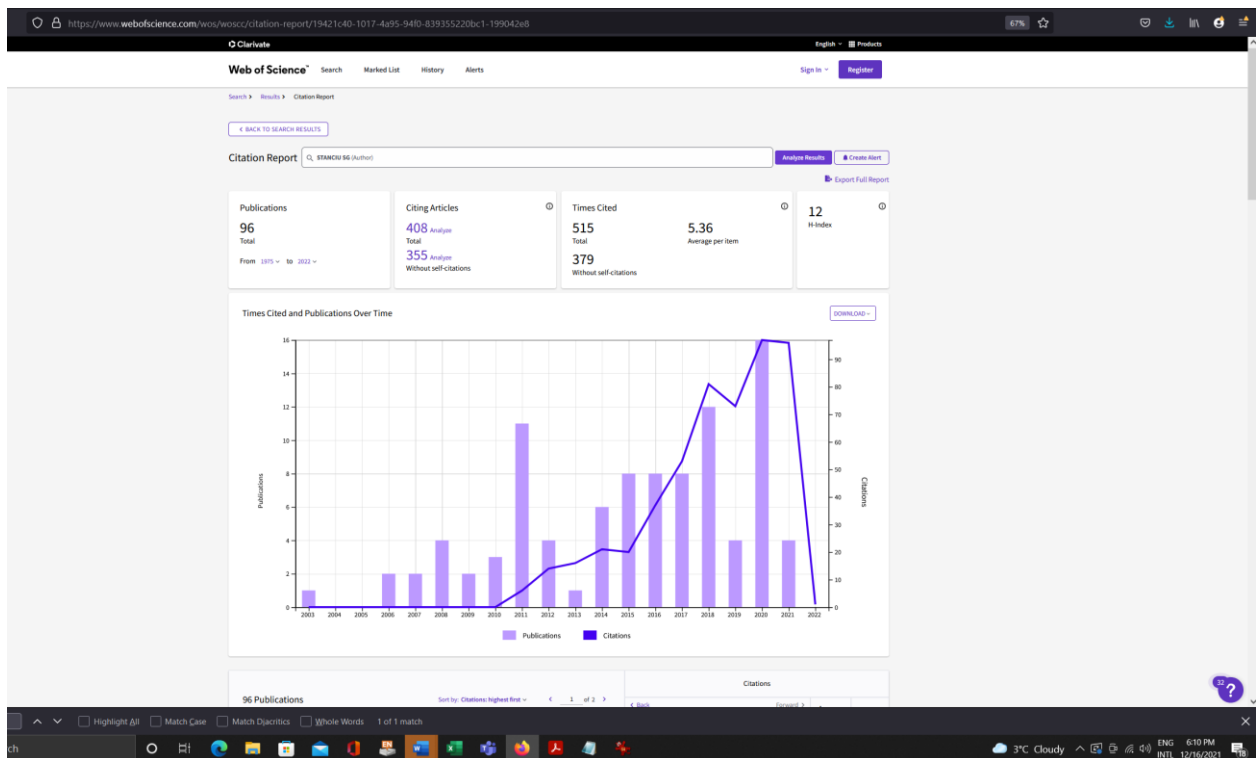 https://www.webofscience.com/wos/woscc/citation-report/19421c40-1017-4a95-94f0-839355220bc1-199042e8
67%
Clarivate
English Products
Web of Science™ Search Marked List History Alerts
Sign In Register
Search > Results > Citation Report
< BACK TO SEARCH RESULTS
Citation Report STANCIU SG (Author) Analyze Results Create Alert
Export Full Report
Publications
96
Total
From 1975 to 2022
Citing Articles
408 Analyze
Total
355 Analyze
Without self-citations
Times Cited
515
Total
5.36
Average per item
379
Without self-citations
12
H-Index
Times Cited and Publications Over Time
DOWNLOAD
16
14
12
10
8
6
4
2
0
Publications
90
80
70
60
50
40
30
20
10
0
Citations
2003 2004 2005 2006 2007 2008 2009 2010 2011 2012 2013 2014 2015 2016 2017 2018 2019 2020 2021 2022
Publications Citations
96 Publications
Sort by: Citations: highest first < 1 of 2 >
Citations
< Back Forward >
32
?
Highlight All Match Case Match Diacritics Whole Words 1 of 1 match
ch
EN
3°C Cloudy
ENG
INTL
6:10 PM
12/16/2021
18